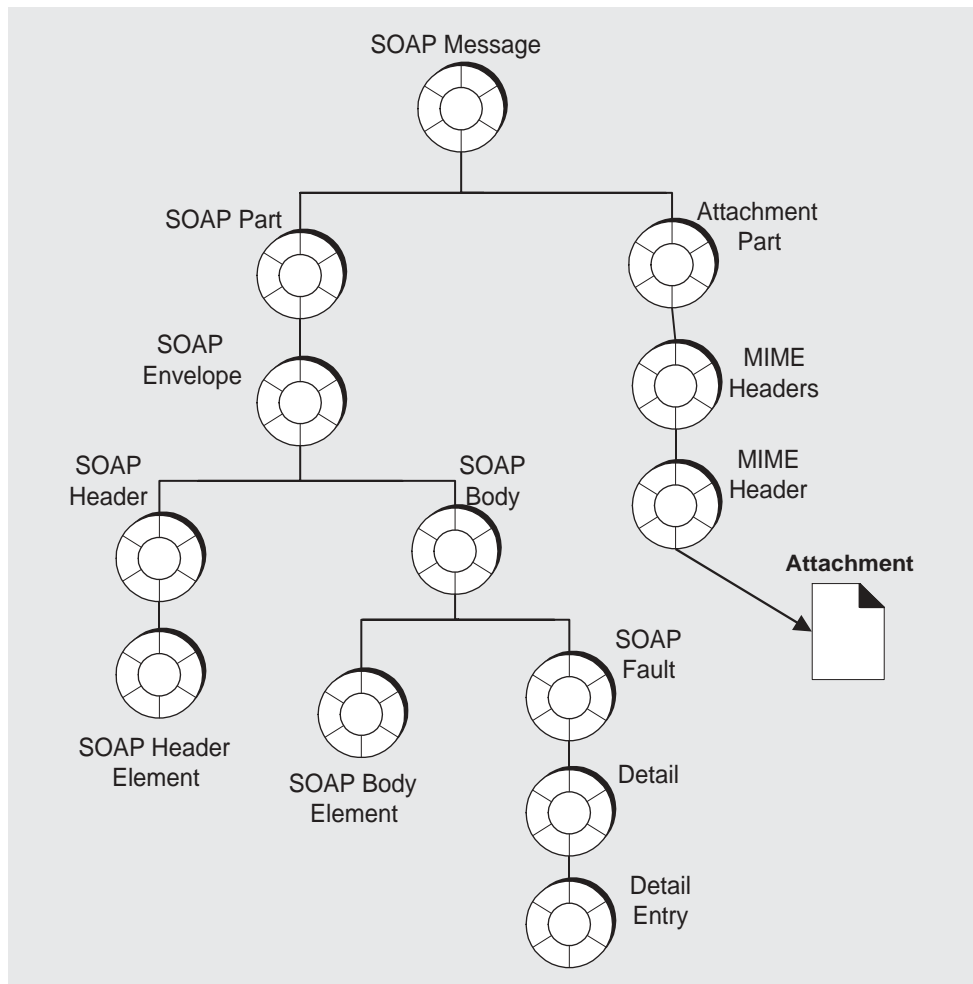 SOAP Message
SOAP Part
Attachment
Part
SOAP
Envelope
MIME
Headers
SOAP
Header
SOAP
Body
MIME
Header
Attachment
SOAP
Fault
SOAP Header
Element
SOAP Body
Element
Detail
Detail
Entry